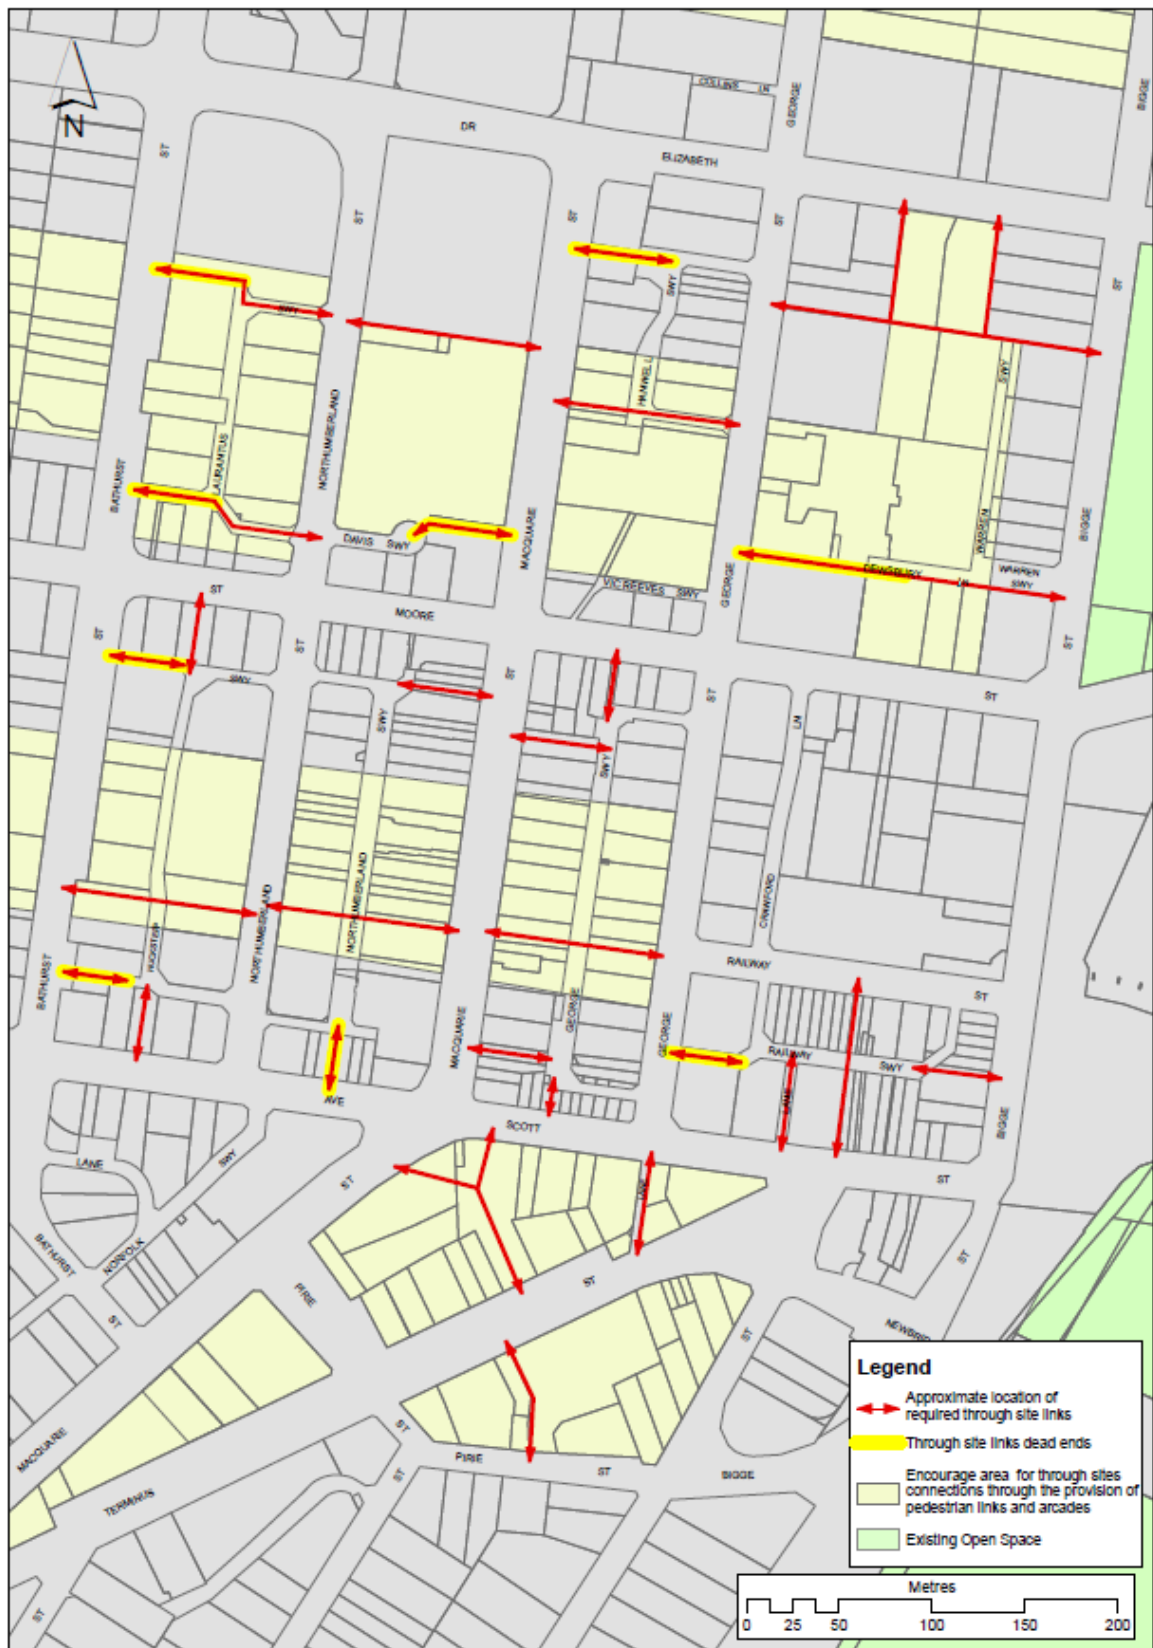 COLLINS LN
GEORGE
BIGGE
N
DR
ELIZABETH
ST
ST
ST
ST
ST
SWY
SWY
HANWELL
SWY
NORTHUMBERLAND
LAURANTUS
BATHURST
MACQUARIE
BIGGE
WARREN
DAVIS SWY
DEWSBURY LN
WARREN
SWY
GEORGE
VIC REEVES SWY
ST
MOORE
ST
ST
ST
ST
ST
ST
SWY
SWY
LN
SWY
NORTHUMBERLAND
CRAWFORD
NORTHUMBERLAND
HUCKSTEPP
BATHURST
RAILWAY
ST
GEORGE
MACQUARIE
GEORGE
RAILWAY
SWY
LANE
AVE
SCOTT
BIGGE
LANE
SWY
ST
LANE
ST
BATHURST
NORFOLK
ST
PIRIE
ST
ST
ST
NEWBRID
MACQUARIE
TERMINUS
ST
PIRIE
ST
ST
BIGGE
ST
Legend
Approximate location of
required through site links
Through site links dead ends
Encourage area for through sites
connections through the provision of
pedestrian links and arcades
Existing Open Space
Metres
0 25 50 100 150 200